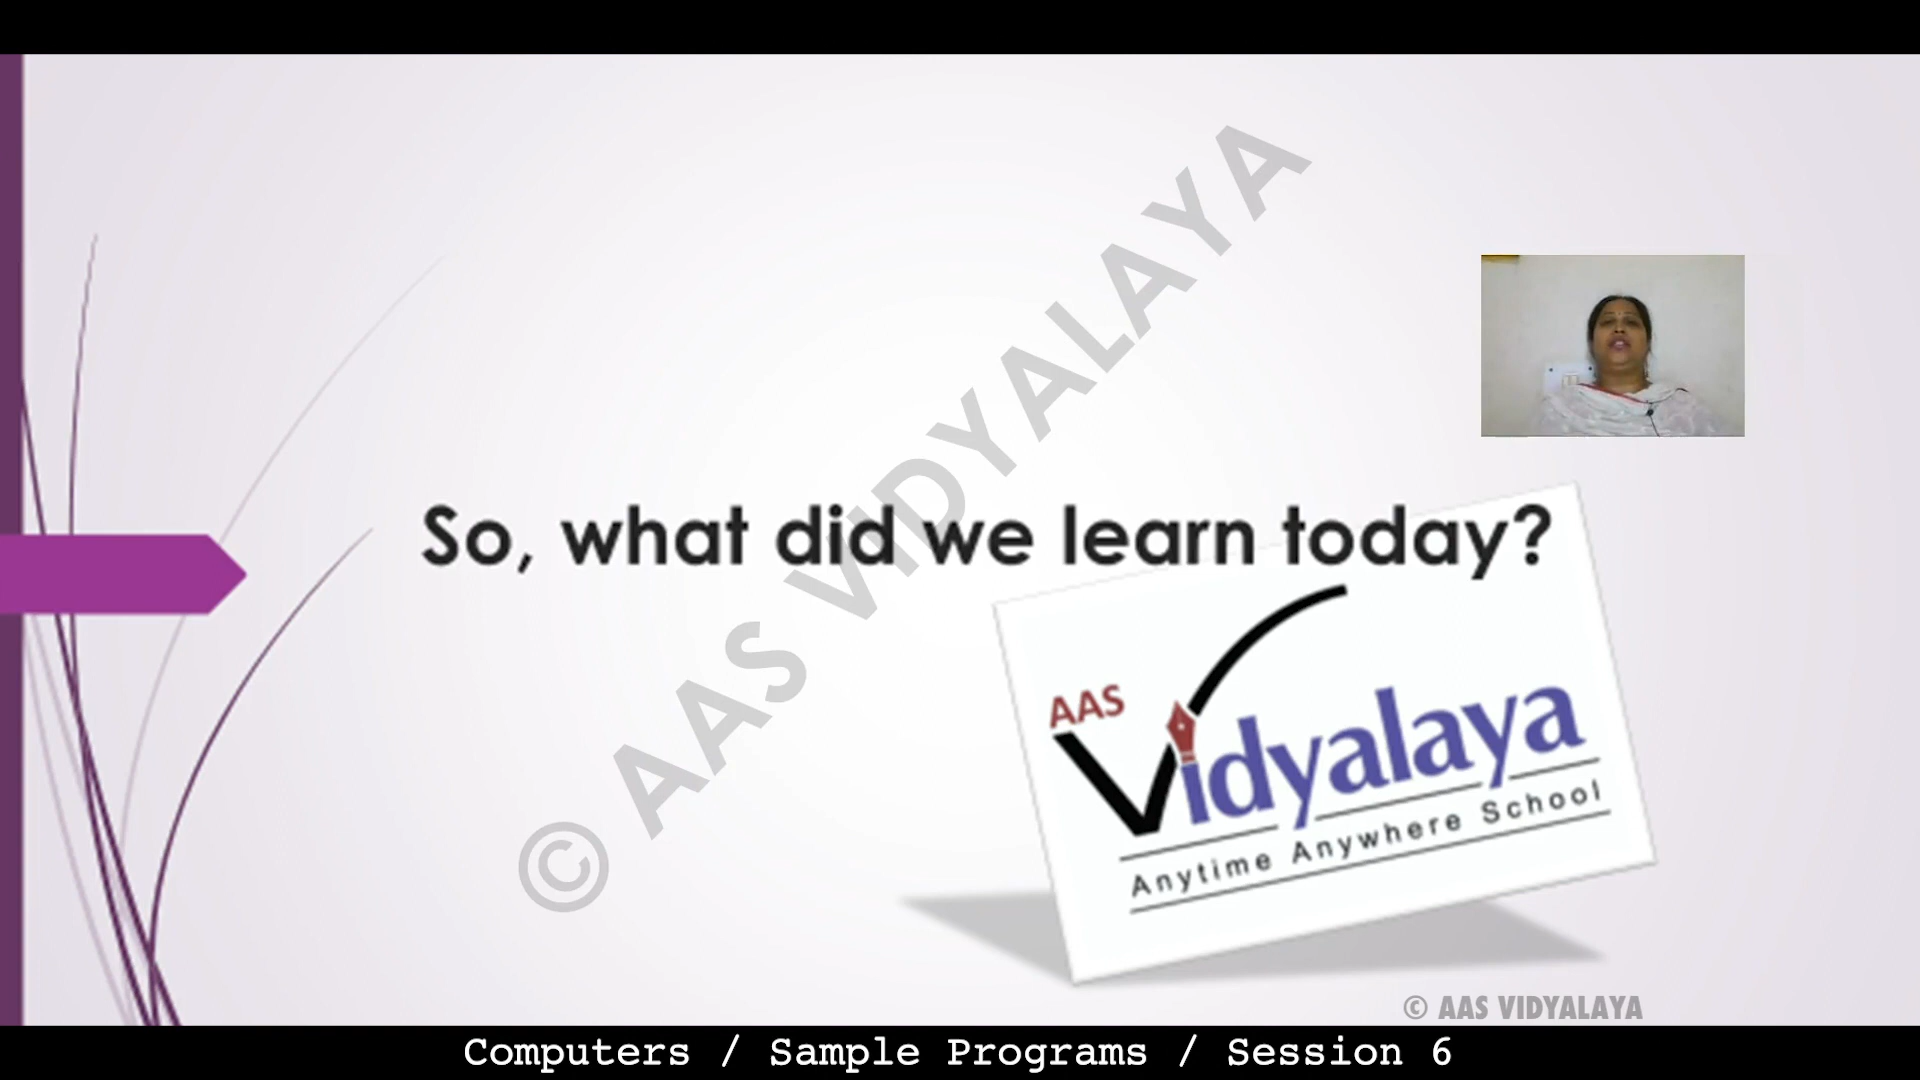 © AAS VIDYALAYA
So, what did we learn today?
AAS
Vidyalaya
Anytime Anywhere School
© AAS VIDYALAYA
Computers / Sample Programs / Session 6